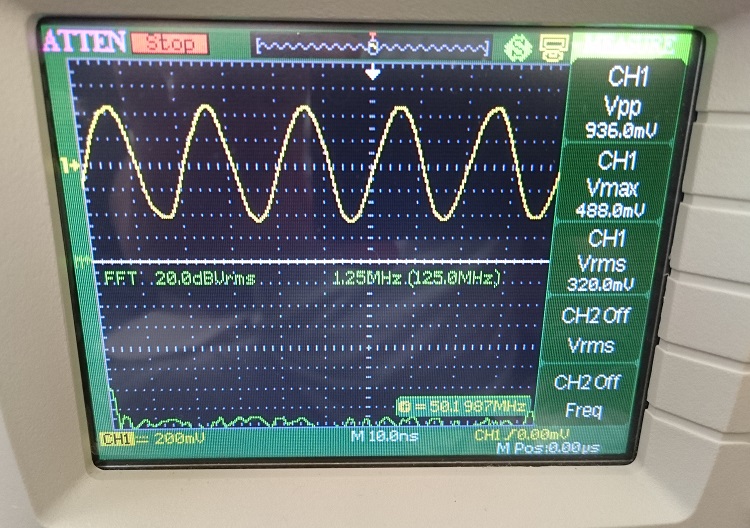 ATTEN Stop
T
S
CH1
Vpp
936.0mV
1
CH1
Vmax
488.0mV
CH1
Vrms
320.0mV
FFT 20.0dBVrms 1.25MHz (125.0MHz)
CH2 Off
Vrms
CH2 Off
Freq
= 50.1987MHz
CH1 200mV M 10.0ns CH1 / 0.00mV
M Pos:0.00µs